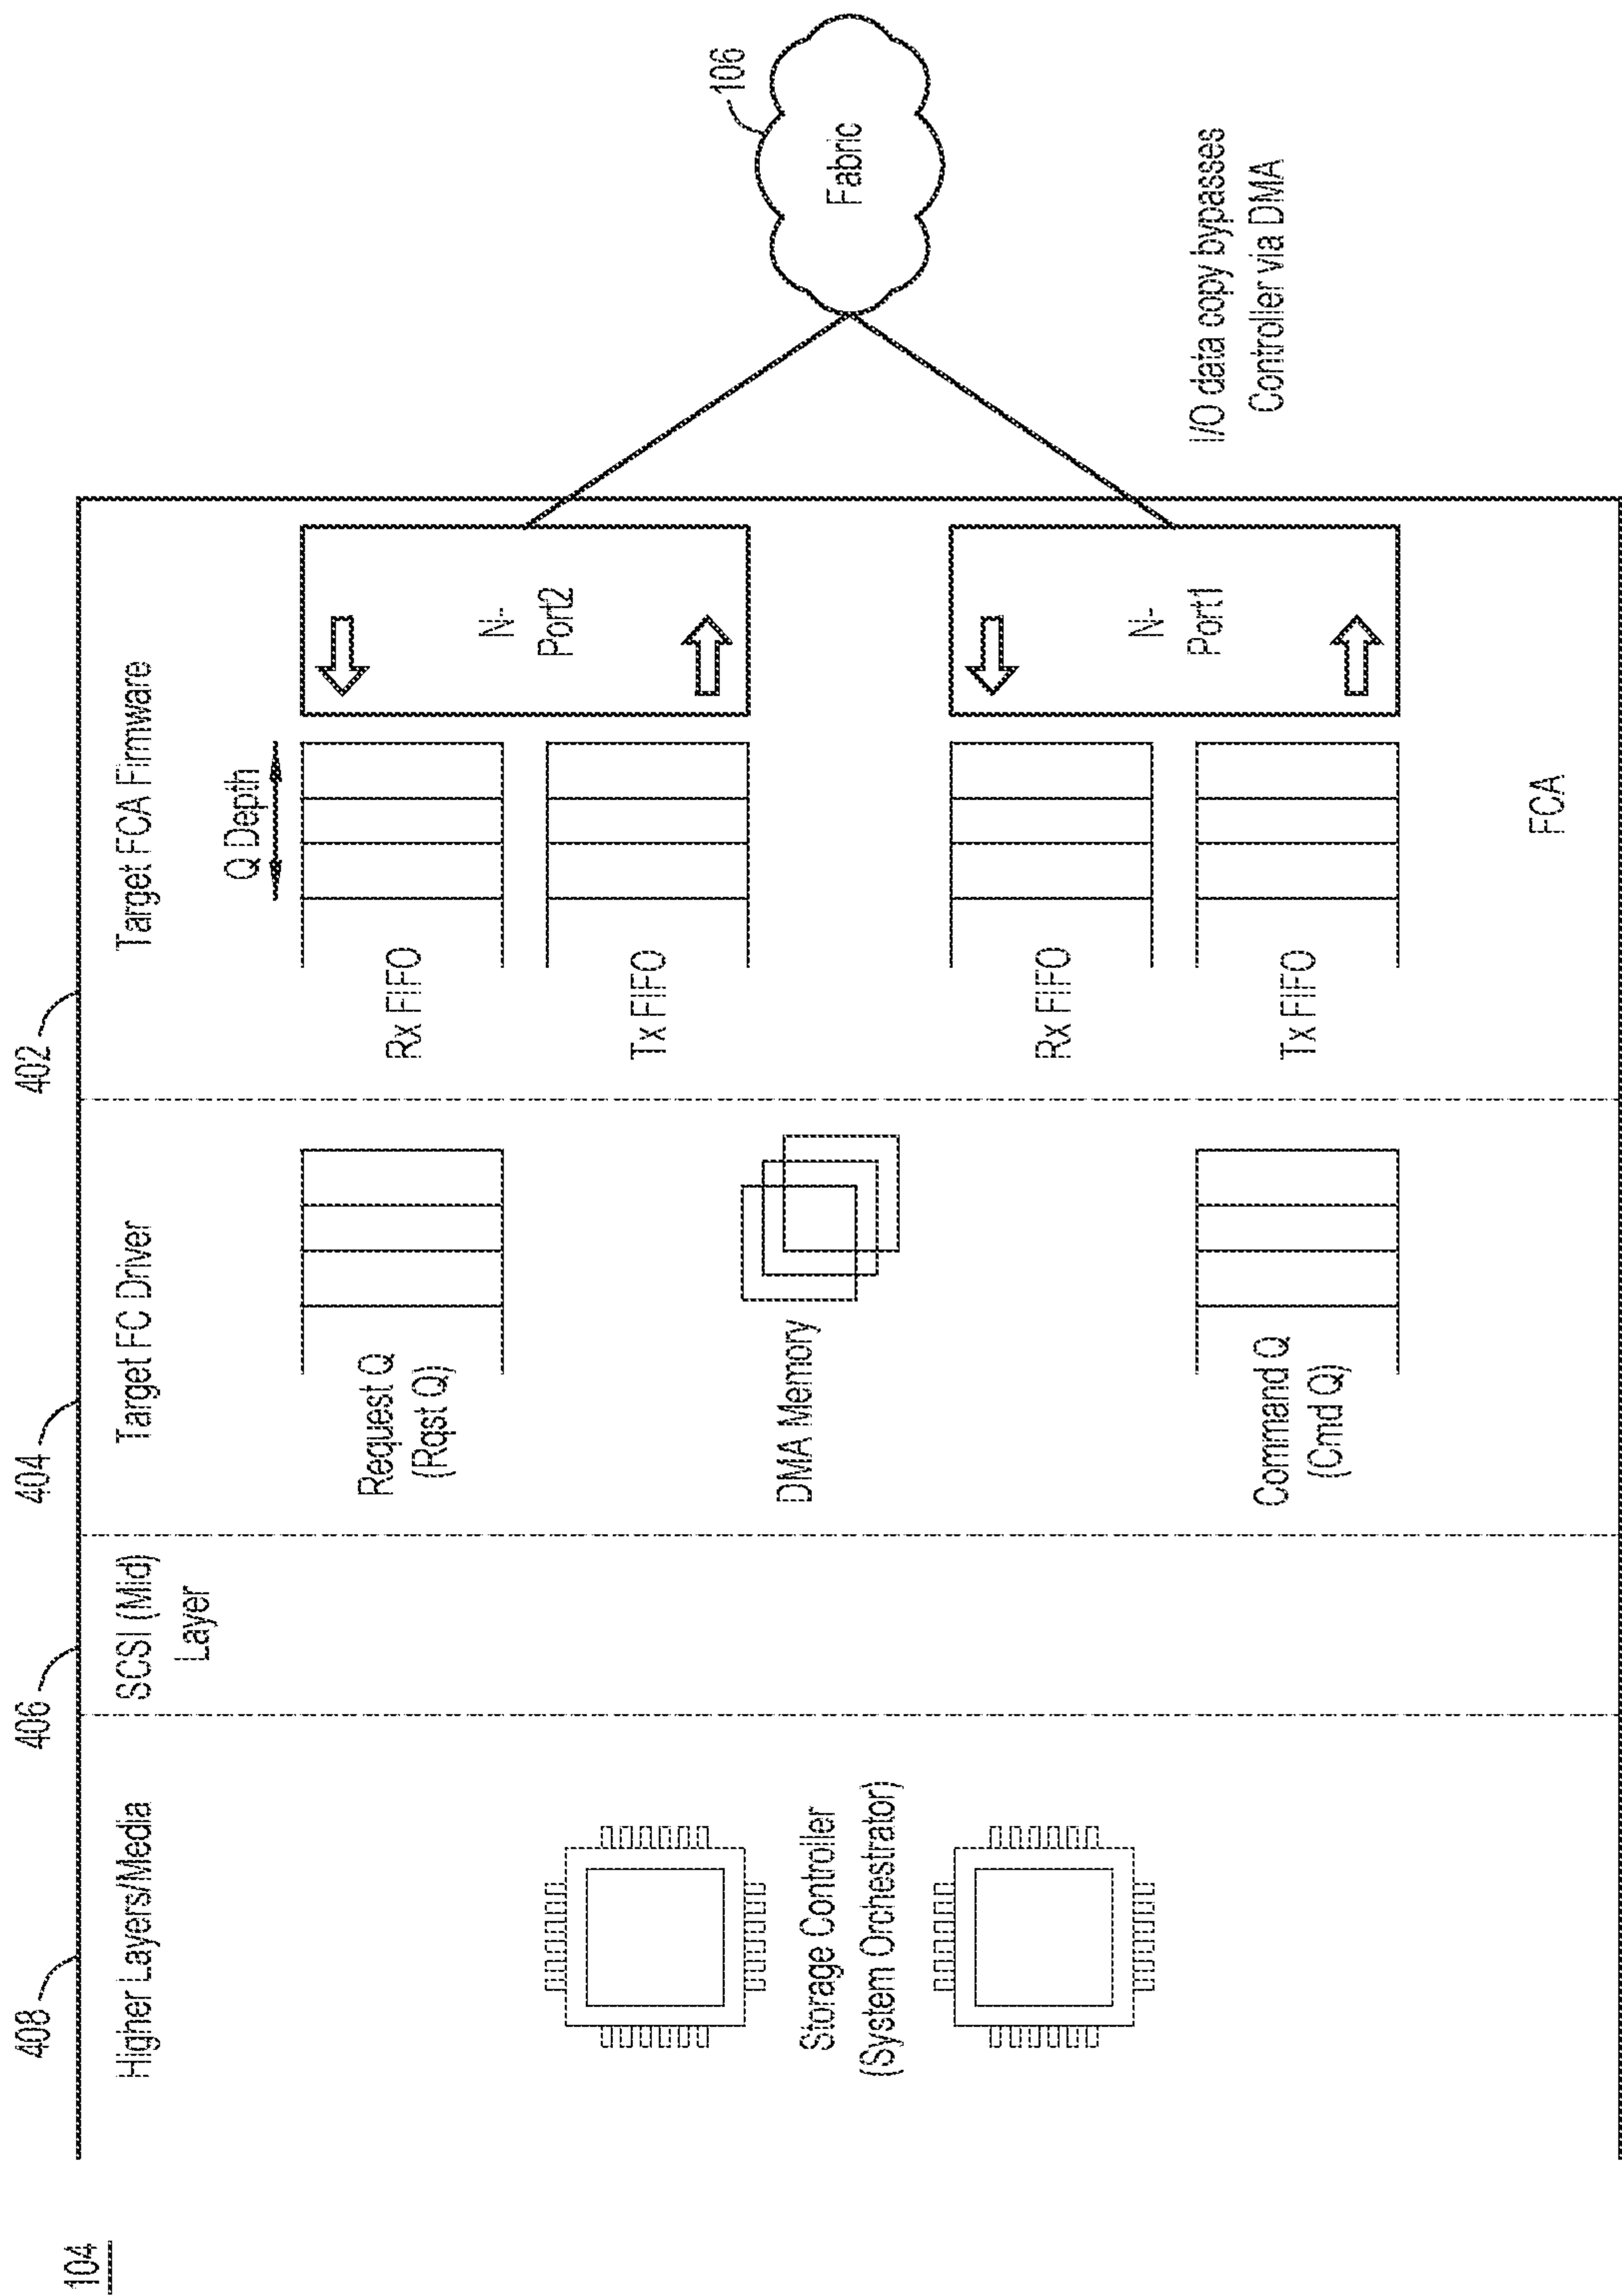 104
408
406
404
402
Higher Layers/Media
SCSI (Mid)
Layer
Target FC Driver
Target FCA Firmware
Storage Controller
(System Orchestrator)
Request Q
(Rqst Q)
DMA Memory
Command Q
(Cmd Q)
Q Depth
Rx FIFO
Tx FIFO
Rx FIFO
Tx FIFO
FCA
N-
Port2
N-
Port1
106
Fabric
I/O data copy bypasses
Controller via DMA